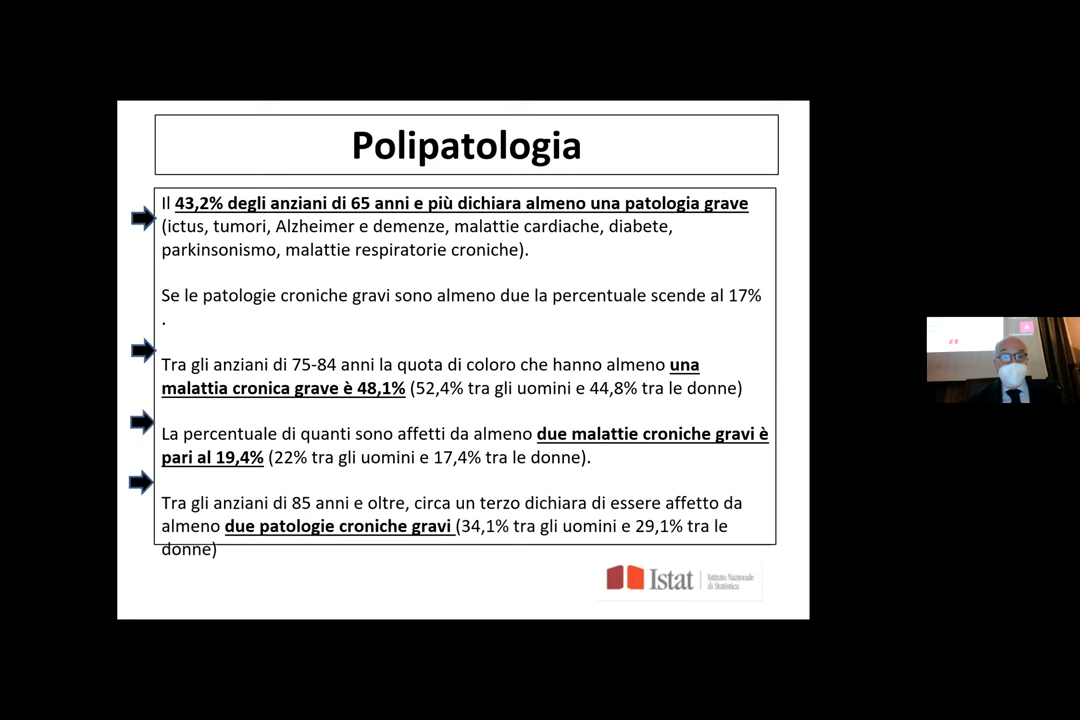 Polipatologia
Il 43,2% degli anziani di 65 anni e più dichiara almeno una patologia grave
(ictus, tumori, Alzheimer e demenze, malattie cardiache, diabete,
parkinsonismo, malattie respiratorie croniche).
Se le patologie croniche gravi sono almeno due la percentuale scende al 17%
.
Tra gli anziani di 75-84 anni la quota di coloro che hanno almeno una
malattia cronica grave è 48,1% (52,4% tra gli uomini e 44,8% tra le donne)
La percentuale di quanti sono affetti da almeno due malattie croniche gravi è
pari al 19,4% (22% tra gli uomini e 17,4% tra le donne).
Tra gli anziani di 85 anni e oltre, circa un terzo dichiara di essere affetto da
almeno due patologie croniche gravi (34,1% tra gli uomini e 29,1% tra le
donne)
Istat
Istituto Nazionale
di Statistica